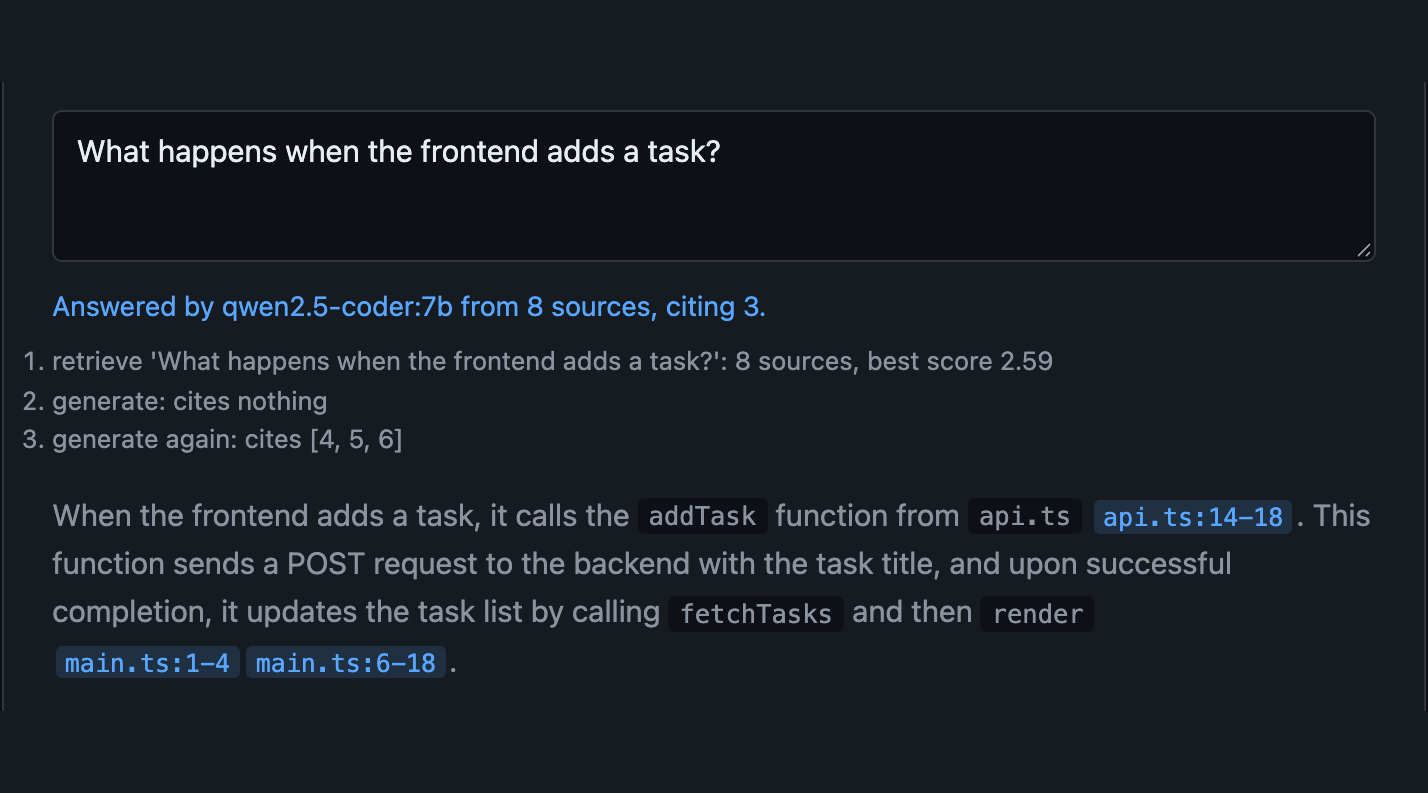 What happens when the frontend adds a task?
Answered by qwen2.5-coder:7b from 8 sources, citing 3.
1. retrieve 'What happens when the frontend adds a task?': 8 sources, best score 2.59
2. generate: cites nothing
3. generate again: cites [4, 5, 6]
When the frontend adds a task, it calls the addTask function from api.ts api.ts:14–18 . This
function sends a POST request to the backend with the task title, and upon successful
completion, it updates the task list by calling fetchTasks and then render
main.ts:1–4 main.ts:6–18 .